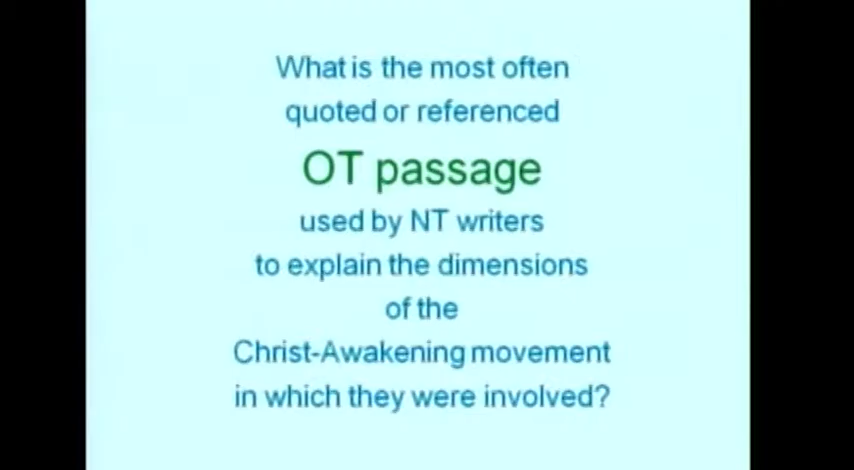 What is the most often
quoted or referenced
OT passage
used by NT writers
to explain the dimensions
of the
Christ-Awakening movement
in which they were involved?